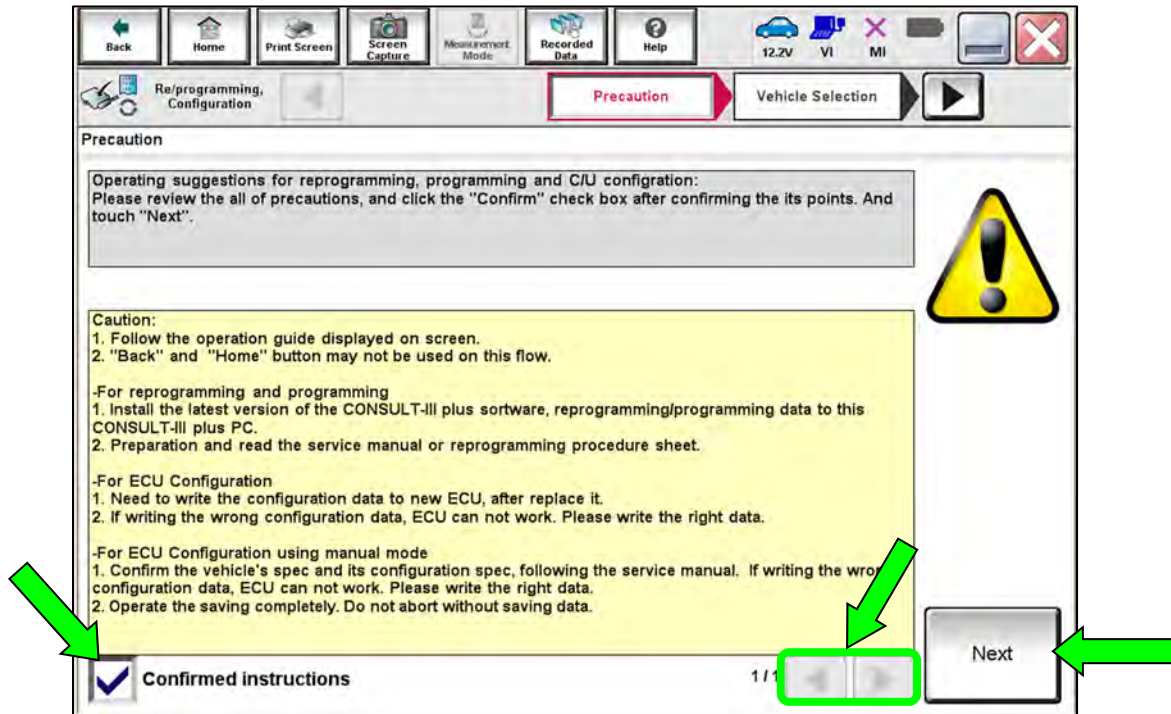 Back
Home
Print Screen
Screen
Capture
Measurement
Mode
Recorded
Data
Help
12.2V
VI
MI
Re/programming,
Configuration
Precaution
Vehicle Selection
Precaution
Operating suggestions for reprogramming, programming and C/U configration:
Please review the all of precautions, and click the "Confirm" check box after confirming the its points. And
touch "Next".
Caution:
1. Follow the operation guide displayed on screen.
2. "Back" and "Home" button may not be used on this flow.
-For reprogramming and programming
1. Install the latest version of the CONSULT-III plus sortware, reprogramming/programming data to this
CONSULT-III plus PC.
2. Preparation and read the service manual or reprogramming procedure sheet.
-For ECU Configuration
1. Need to write the configuration data to new ECU, after replace it.
2. If writing the wrong configuration data, ECU can not work. Please write the right data.
-For ECU Configuration using manual mode
1. Confirm the vehicle's spec and its configuration spec, following the service manual. If writing the wro
configuration data, ECU can not work. Please write the right data.
2. Operate the saving completely. Do not abort without saving data.
Confirmed instructions
1/1
Next